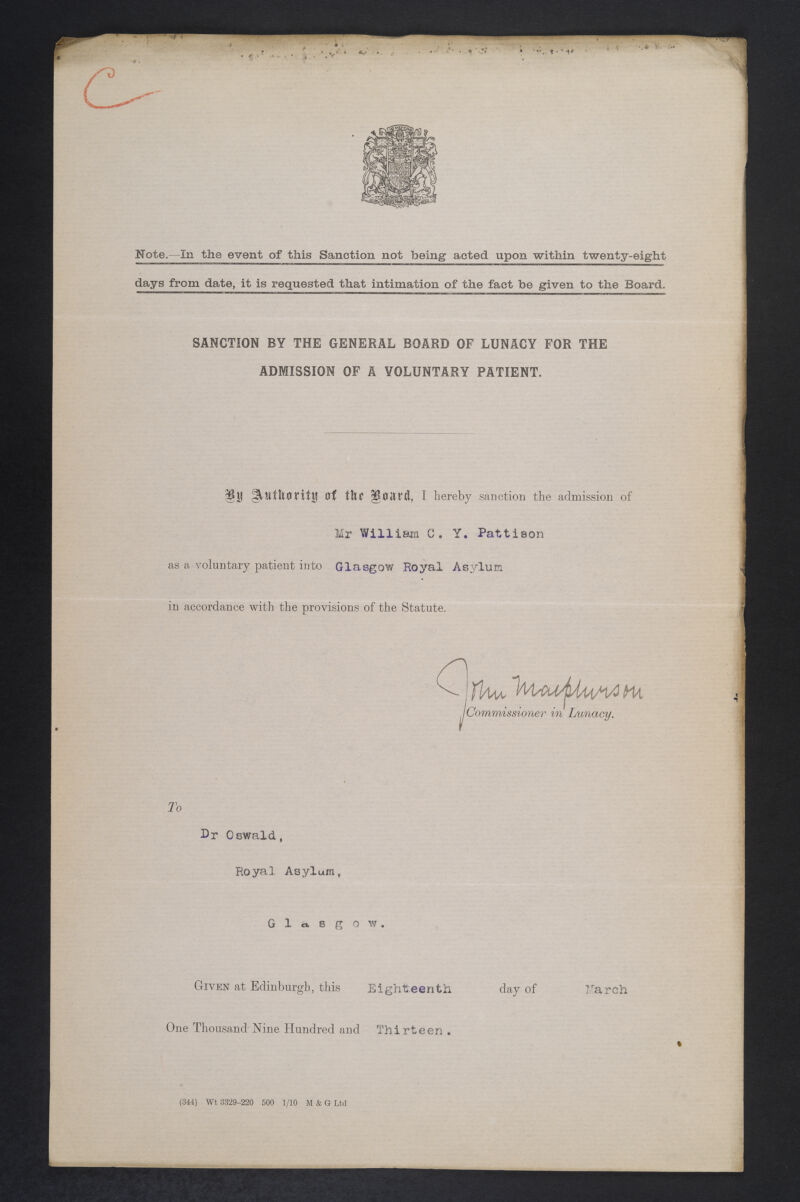 C
Note.—In the event of this Sanction not being acted upon within twenty-eight
days from date, it is requested that intimation of the fact be given to the Board.
SANCTION BY THE GENERAL BOARD OF LUNACY FOR THE
ADMISSION OF A VOLUNTARY PATIENT.
By Authority of the Board, I hereby sanction the admission of
Mr William C. Y. Pattison
as a voluntary patient into Glasgow Royal Asylum
in accordance with the provisions of the Statute.
John Macpherson
Commissioner in Lunacy.
To
Dr Oswald,
Royal Asylum,
Glasgow.
GIVEN at Edinburgh, this Eighteenth day of March
One Thousand Nine Hundred and Thirteen.
(344) Wt 3329-220 500 1/10 M & G Ltd